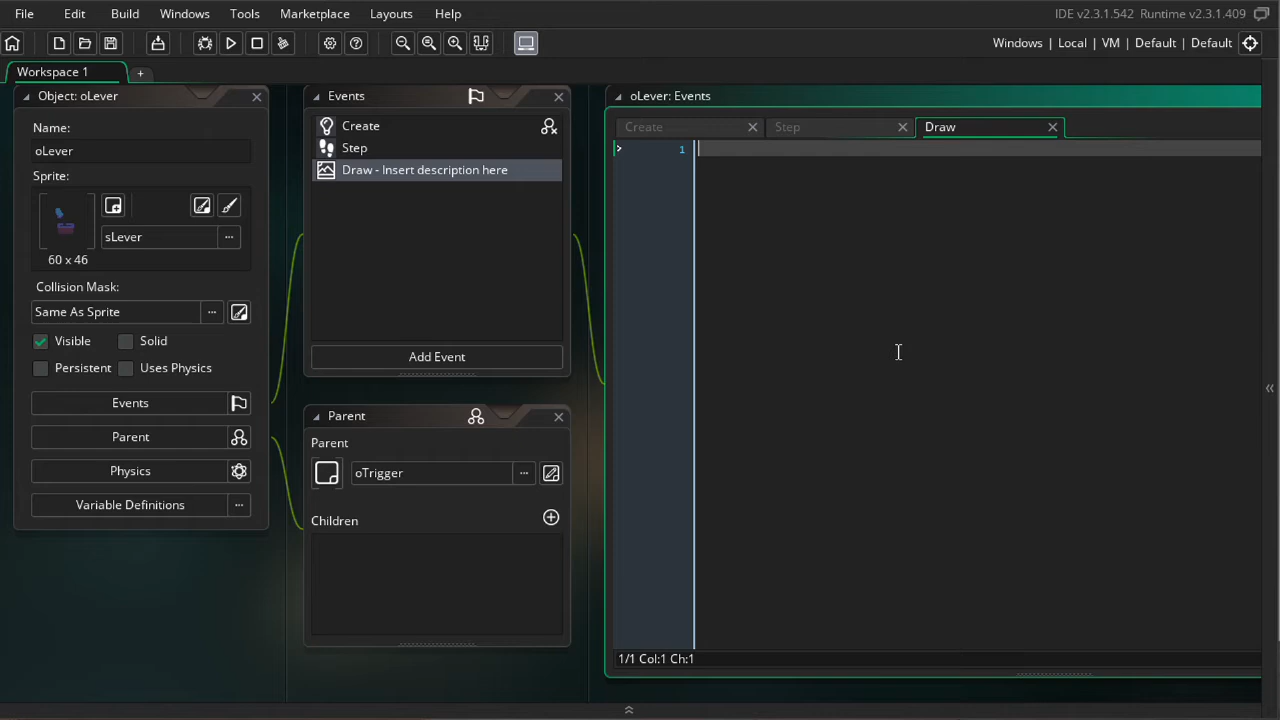 File Edit Build Windows Tools Marketplace Layouts Help IDE v2.3.1.542 Runtime v2.3.1.409
Windows | Local | VM | Default | Default
Workspace 1 +
Object: oLever
Name:
oLever
Sprite:
sLever ...
60 x 46
Collision Mask:
Same As Sprite ...
Visible Solid
Persistent Uses Physics
Events
Parent
Physics
Variable Definitions ...
Events
Create
Step
Draw - Insert description here
Add Event
Parent
Parent
oTrigger ...
Children
oLever: Events
Create Step Draw
1
1/1 Col:1 Ch:1